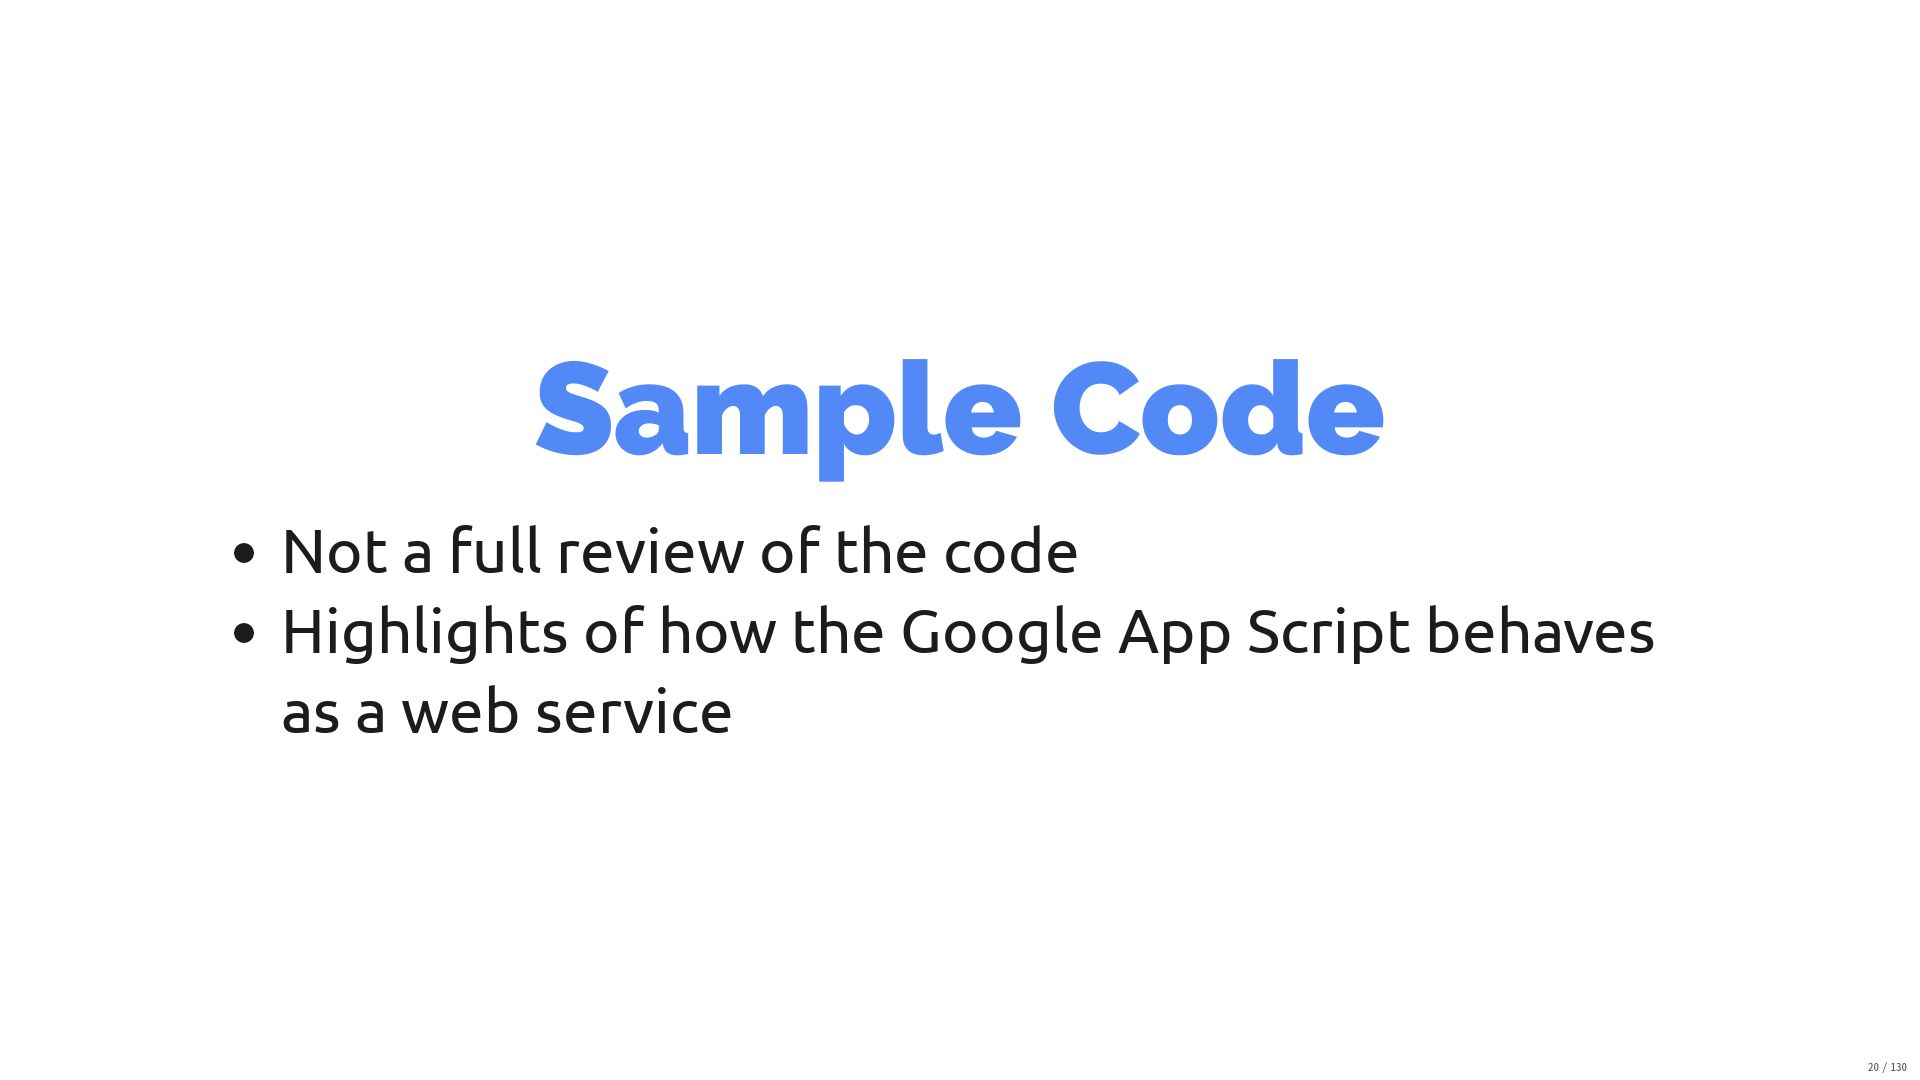 Sample Code
• Not a full review of the code
• Highlights of how the Google App Script behaves
as a web service
20 / 130